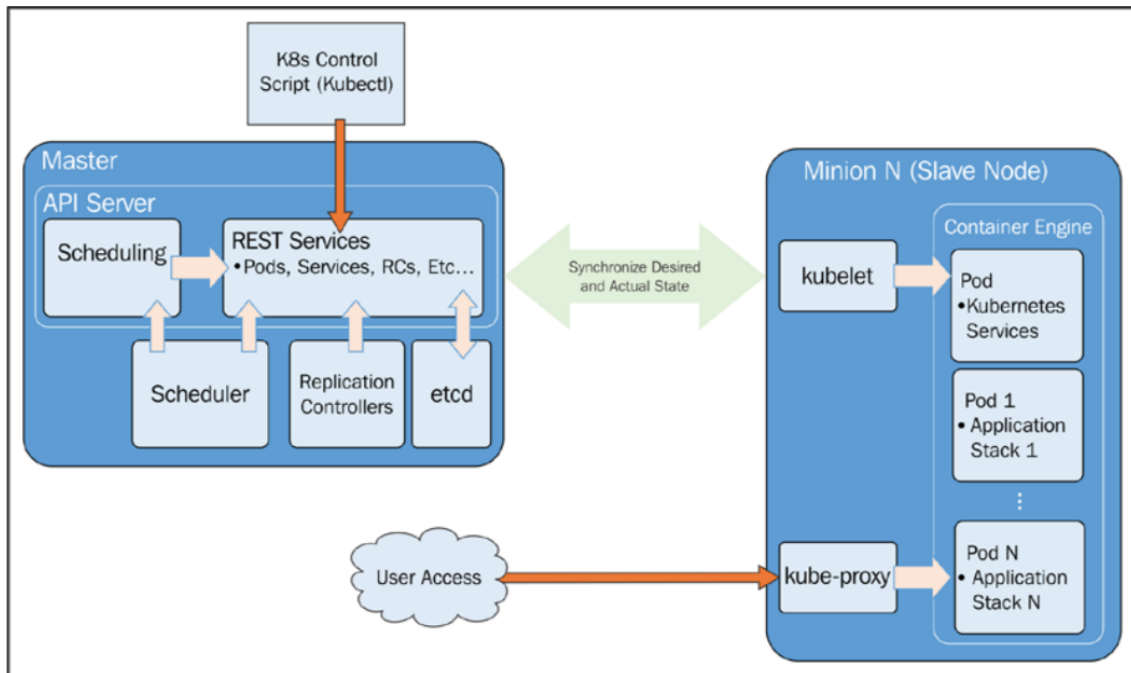 K8s Control
Script (Kubectl)
Master
API Server
Scheduling
REST Services
•Pods, Services, RCs, Etc...
Scheduler
Replication
Controllers
etcd
Synchronize Desired
and Actual State
Minion N (Slave Node)
Container Engine
kubelet
Pod
•Kubernetes
Services
Pod 1
• Application
Stack 1
⋮
User Access
kube-proxy
Pod N
• Application
Stack N